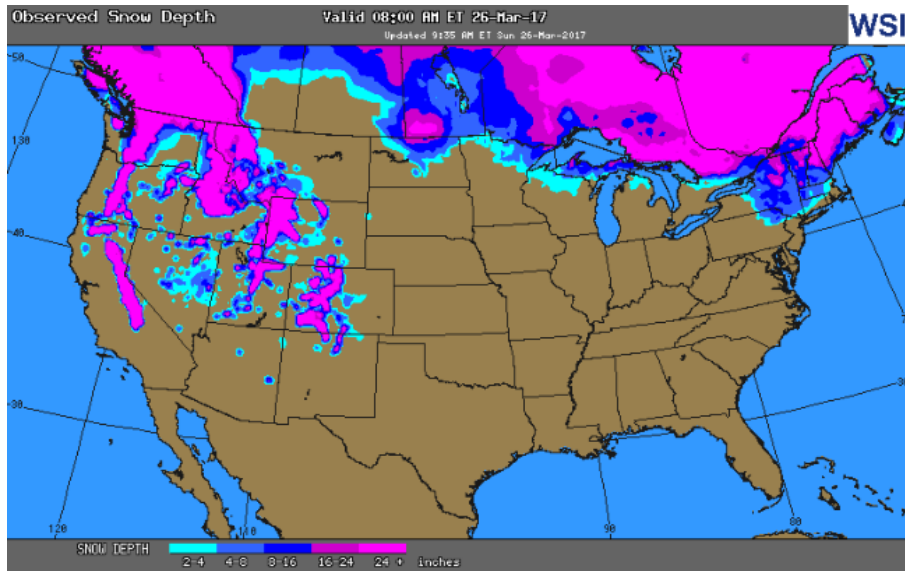 Observed Snow Depth
Valid 08:00 AM ET 26-Mar-17
WSI
Updated 9:35 AM ET Sun 26-Mar-2017
50
130
40
30
30
120
110
90
80
SNOW DEPTH
2-4 4-8 8-16 16-24 24 + inches